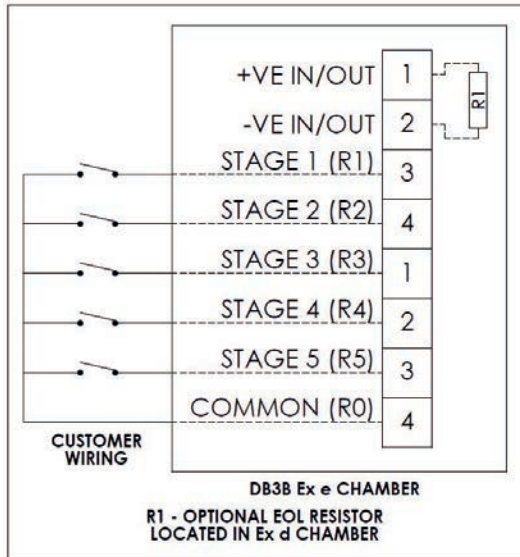 +VE IN/OUT 1
R1
-VE IN/OUT 2
STAGE 1 (R1) 3
STAGE 2 (R2) 4
STAGE 3 (R3) 1
STAGE 4 (R4) 2
STAGE 5 (R5) 3
COMMON (R0) 4
CUSTOMER
WIRING
DB3B Ex e CHAMBER
R1 - OPTIONAL EOL RESISTOR
LOCATED IN Ex d CHAMBER